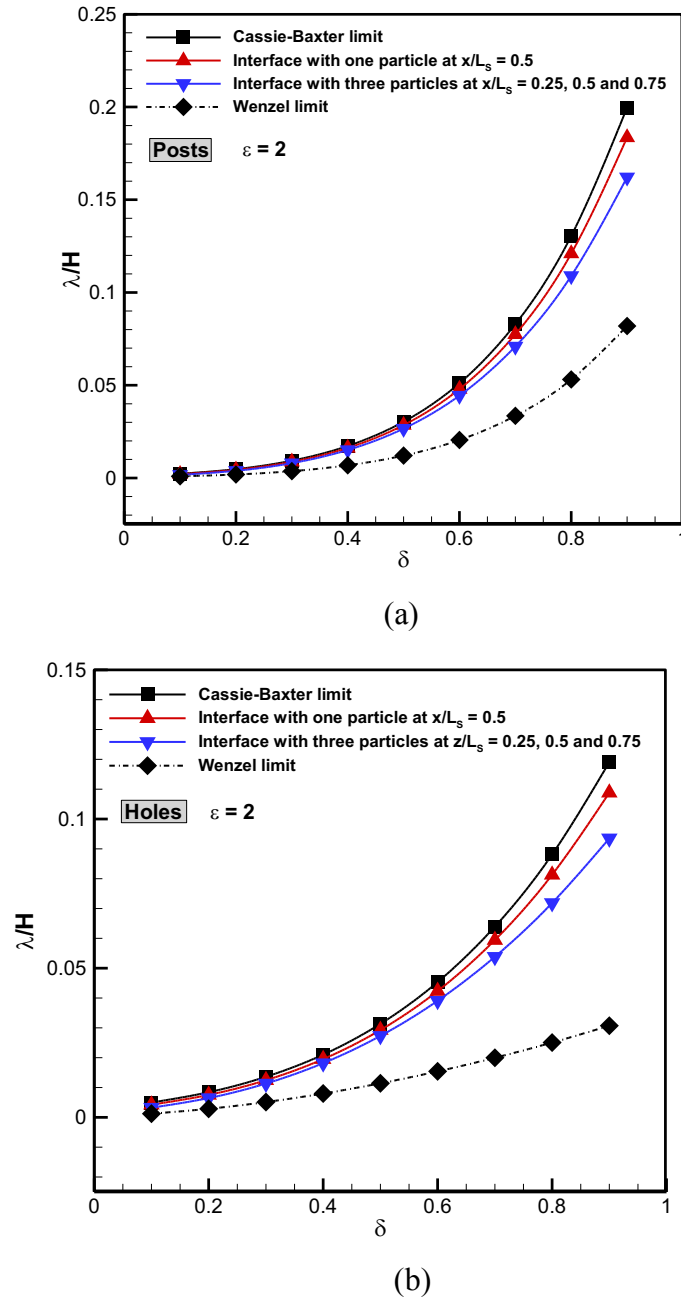 Cassie-Baxter limit
Interface with one particle at x/Ls = 0.5
Interface with three particles at x/Ls = 0.25, 0.5 and 0.75
Wenzel limit
Posts ε = 2
0.2
0.15
0.1
0.05
0
λ/H
0 0.2 0.4 0.6 0.8 1
δ
(a)
0.15
Cassie-Baxter limit
Interface with one particle at x/Ls = 0.5
Interface with three particles at z/Ls = 0.25, 0.5 and 0.75
Wenzel limit
Holes ε = 2
0.1
0.05
0
λ/H
0 0.2 0.4 0.6 0.8 1
δ
(b)